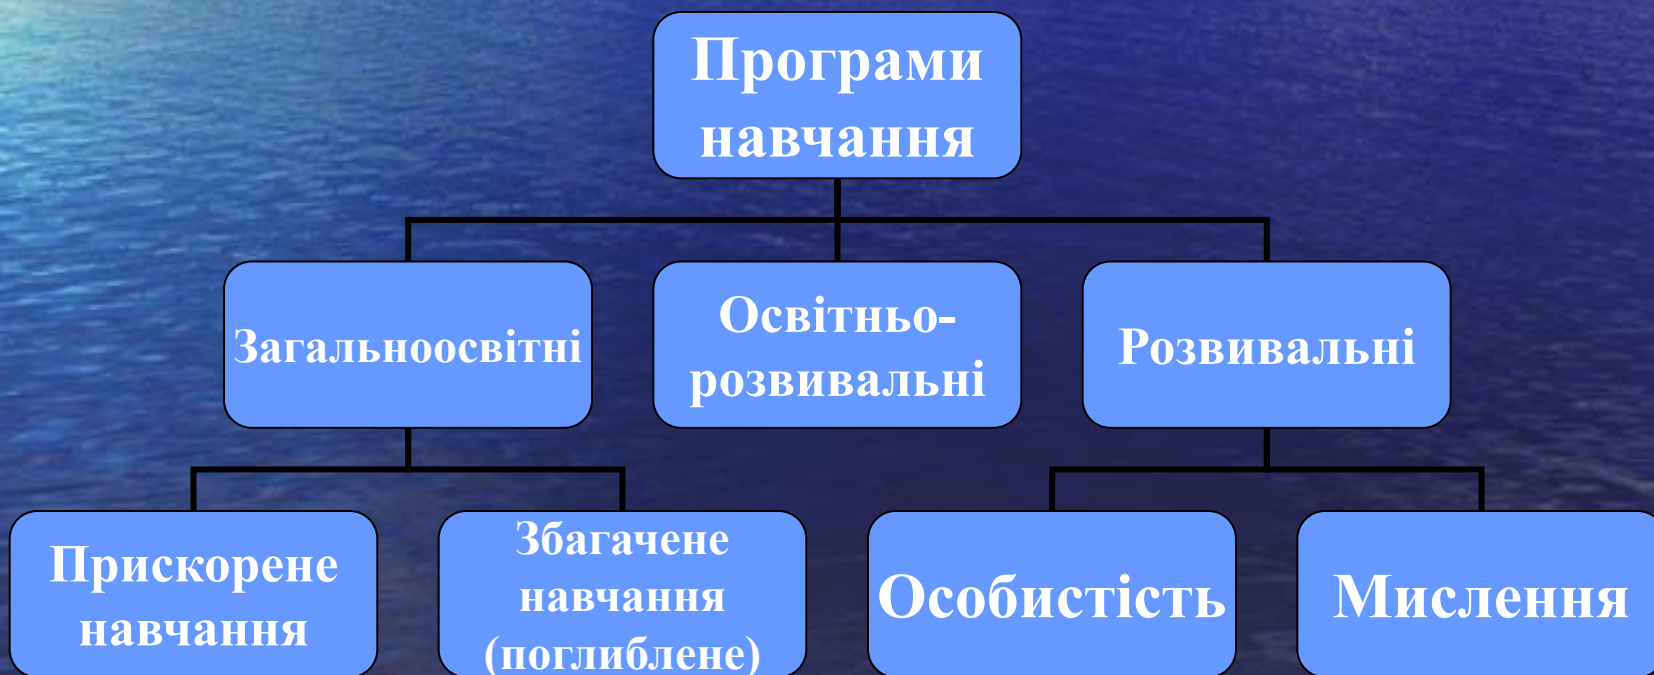 Програми
навчання
Загальноосвітні
Освітньо-
розвивальні
Розвивальні
Прискорене
навчання
Збагачене
навчання
(поглиблене)
Особистість
Мислення